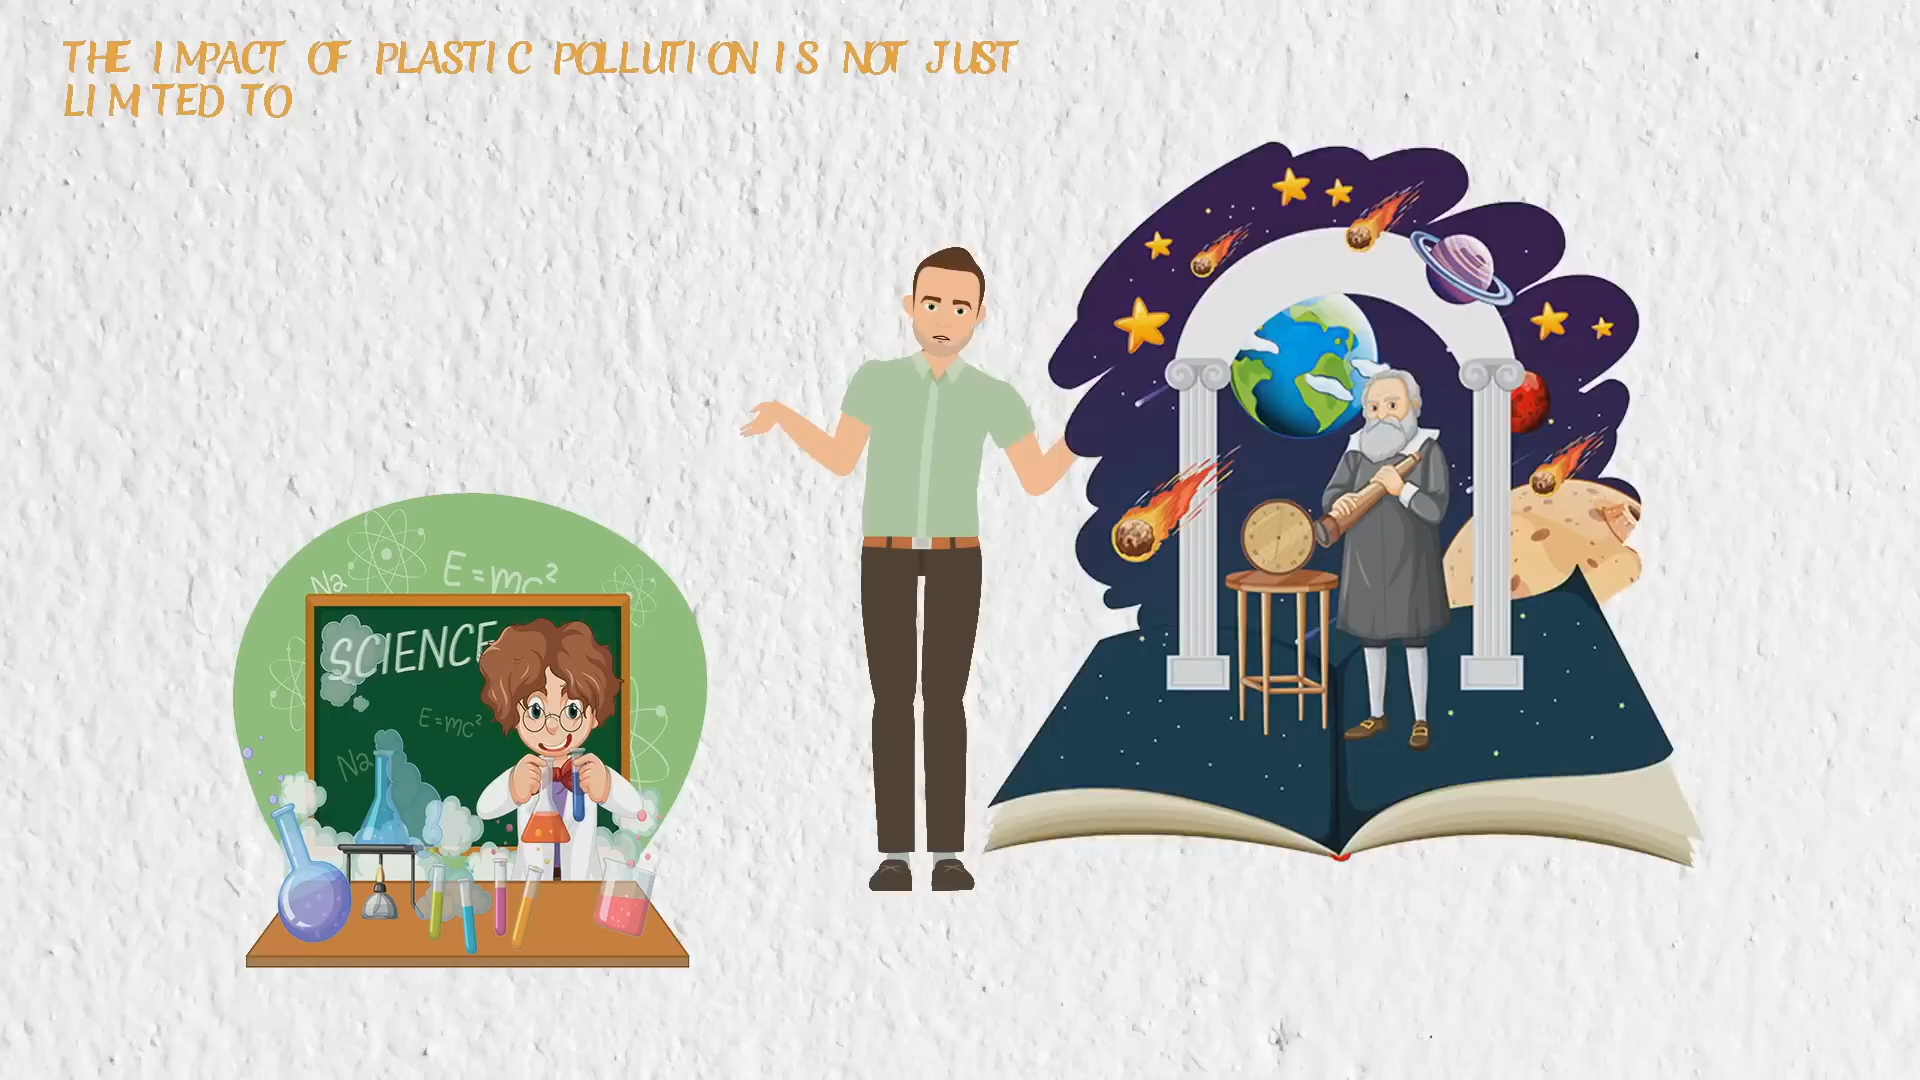 THE IMPACT OF PLASTIC POLLUTION IS NOT JUST
LIMITED TO
E=mc²
Na
SCIENCE
E=mc²
Na